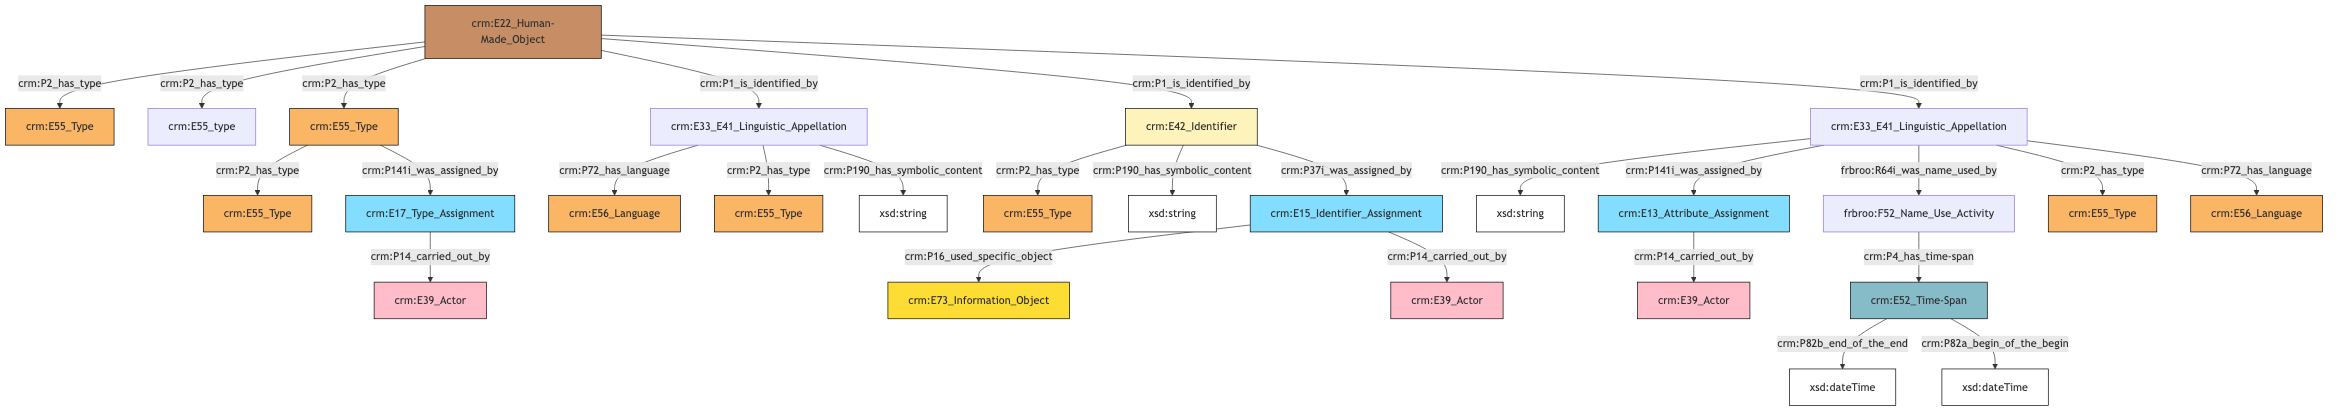 crm:E22_Human-
Made_Object
crm:P2_has_type
crm:P2_has_type
crm:P2_has_type
crm:P1_is_identified_by
crm:P1_is_identified_by
crm:P1_is_identified_by
crm:E55_Type
crm:E55_type
crm:E55_Type
crm:E33_E41_Linguistic_Appellation
crm:E42_Identifier
crm:E33_E41_Linguistic_Appellation
crm:P2_has_type
crm:P141i_was_assigned_by
crm:P72_has_language
crm:P2_has_type
crm:P190_has_symbolic_content
crm:P2_has_type
crm:P190_has_symbolic_content
crm:P37i_was_assigned_by
crm:P190_has_symbolic_content
crm:P141i_was_assigned_by
frbroo:R64i_was_name_used_by
crm:P2_has_type
crm:P72_has_language
crm:E55_Type
crm:E17_Type_Assignment
crm:E56_Language
crm:E55_Type
xsd:string
crm:E55_Type
xsd:string
crm:E15_Identifier_Assignment
xsd:string
crm:E13_Attribute_Assignment
frbroo:F52_Name_Use_Activity
crm:E55_Type
crm:E56_Language
crm:P14_carried_out_by
crm:P16_used_specific_object
crm:P14_carried_out_by
crm:P14_carried_out_by
crm:P4_has_time-span
crm:E39_Actor
crm:E73_Information_Object
crm:E39_Actor
crm:E39_Actor
crm:E52_Time-Span
crm:P82b_end_of_the_end
crm:P82a_begin_of_the_begin
xsd:dateTime
xsd:dateTime